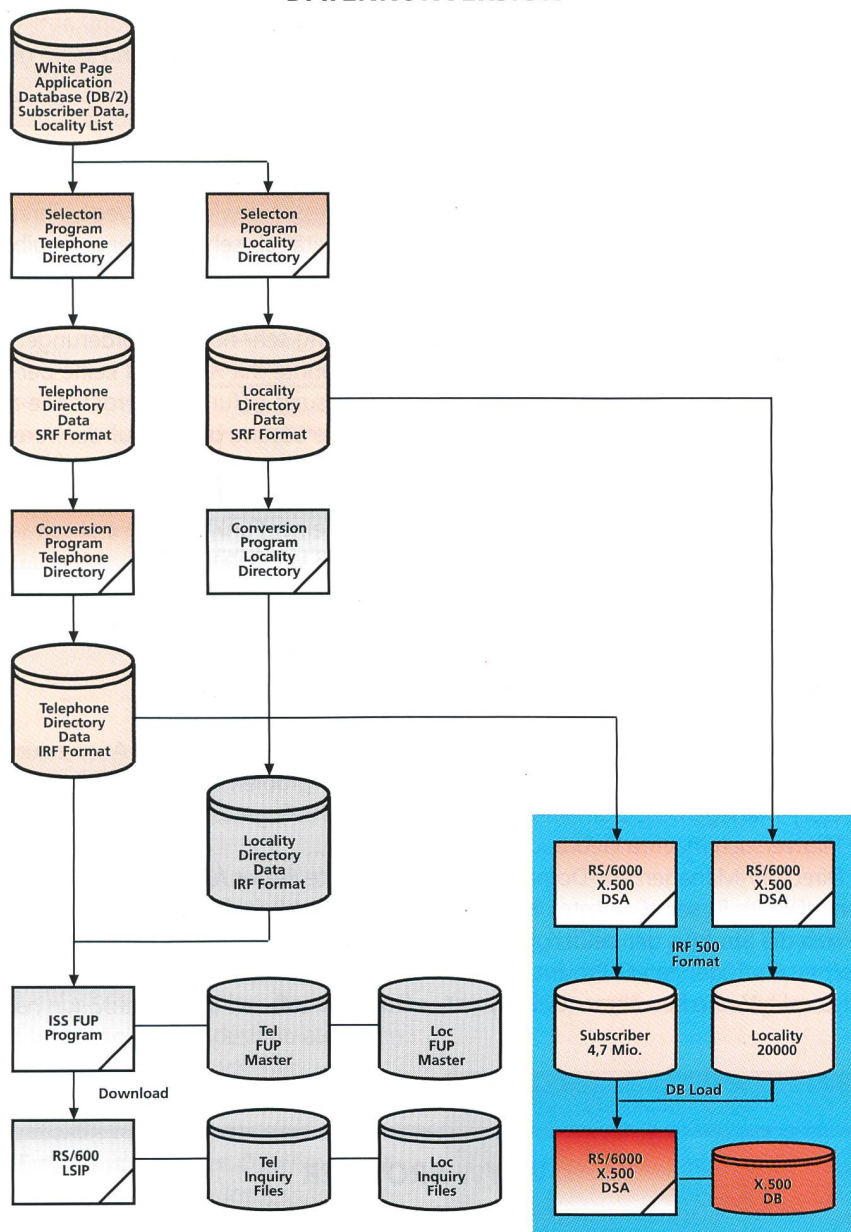 White Page
Application
Database (DB/2)
Subscriber Data,
Locality List
Selecton
Program
Telephone
Directory
Selecton
Program
Locality
Directory
Telephone
Directory
Data
SRF Format
Locality
Directory
Data
SRF Format
Conversion
Program
Telephone
Directory
Conversion
Program
Locality
Directory
Telephone
Directory
Data
IRF Format
Locality
Directory
Data
IRF Format
RS/6000
X.500
DSA
RS/6000
X.500
DSA
IRF 500
Format
ISS FUP
Program
Tel
FUP
Master
Loc
FUP
Master
Subscriber
4,7 Mio.
Locality
20000
Download
DB Load
RS/600
LSIP
Tel
Inquiry
Files
Loc
Inquiry
Files
RS/6000
X.500
DSA
X.500
DB